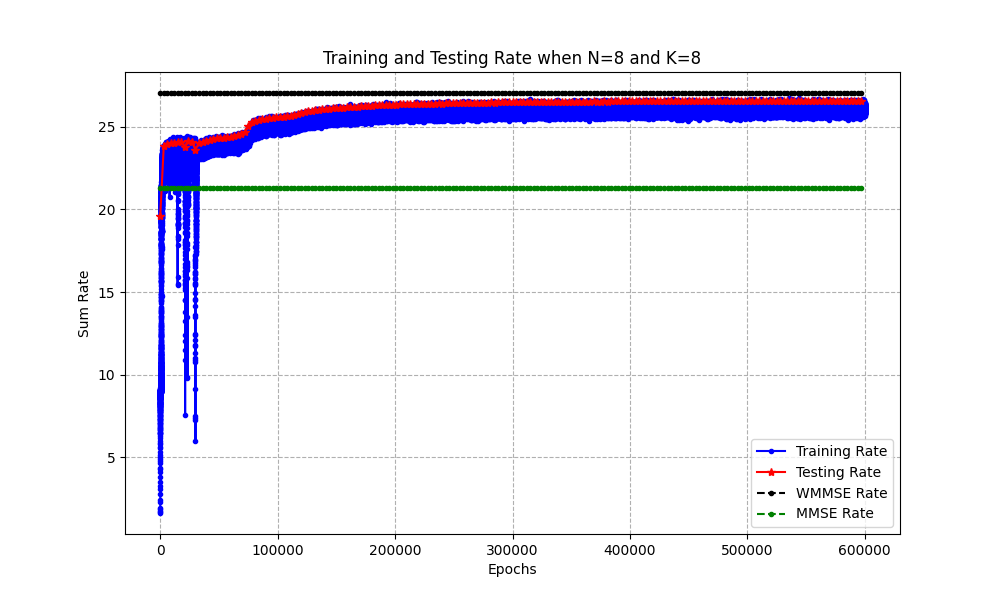 Training and Testing Rate when N=8 and K=8
Sum Rate
25
20
15
10
5
0
100000
200000
300000
400000
500000
600000
Epochs
Training Rate
Testing Rate
WMMSE Rate
MMSE Rate